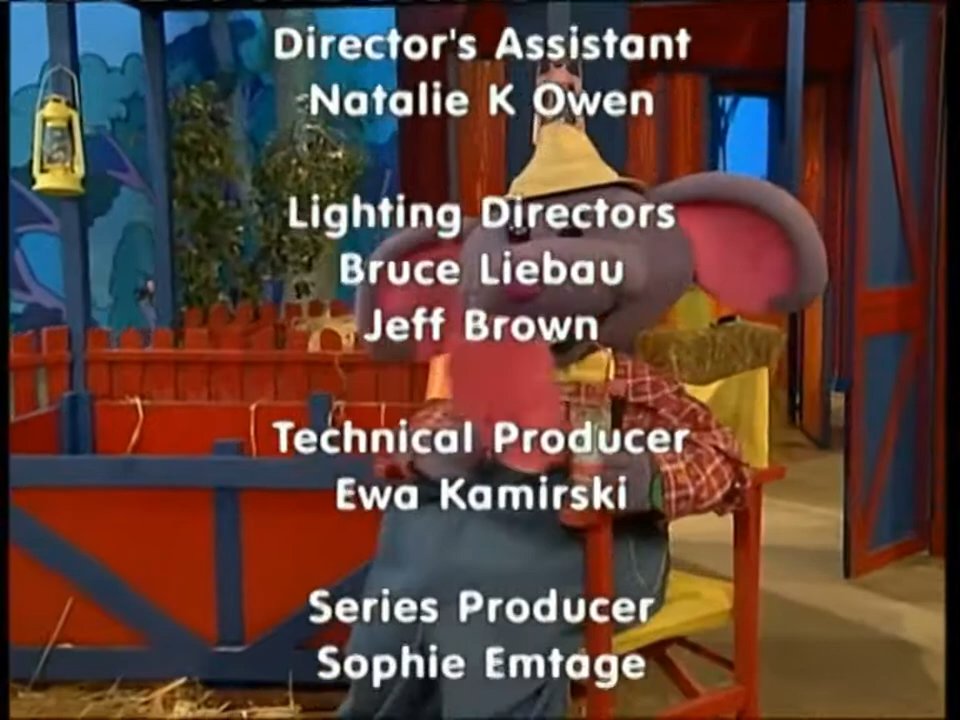 Director's Assistant
Natalie K Owen
Lighting Directors
Bruce Liebau
Jeff Brown
Technical Producer
Ewa Kamirski
Series Producer
Sophie Emtage